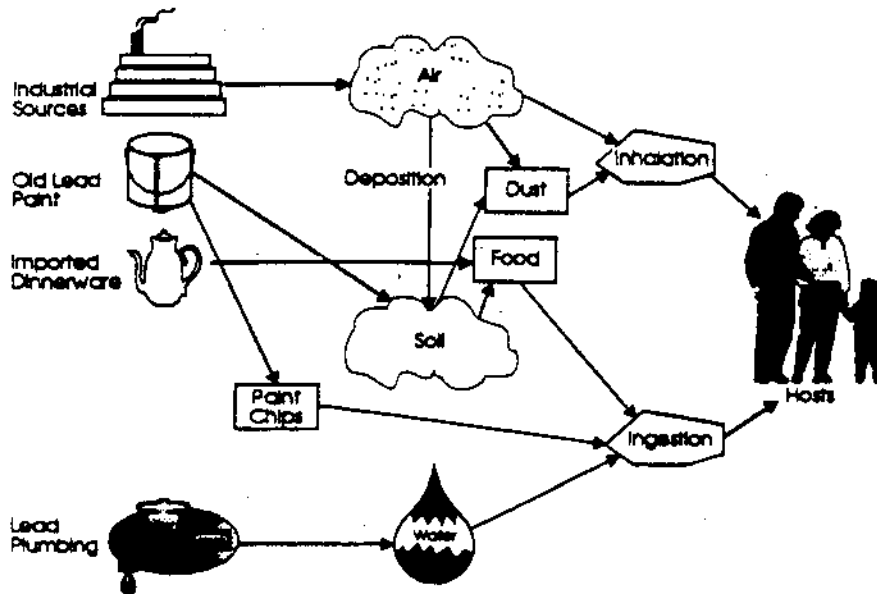 Air
Industrial
Sources
Inhalation
Old Lead
Paint
Deposition
Dust
Imported
Dinnerware
Food
Soil
Hosts
Paint
Chips
Ingestion
Lead
Plumbing
Water